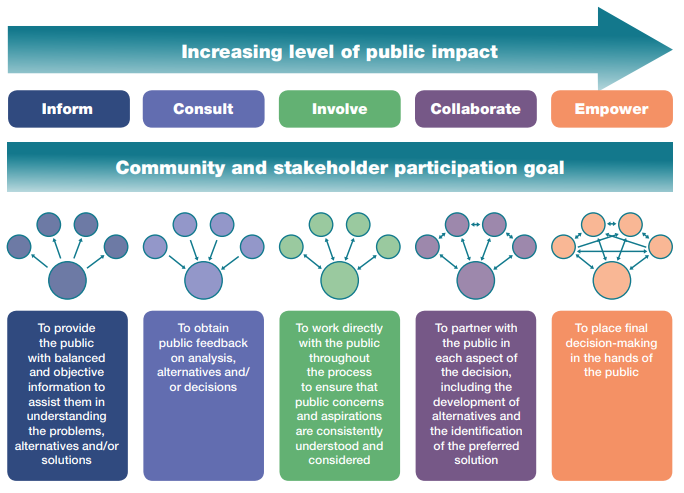 Increasing level of public impact
Inform
Consult
Involve
Collaborate
Empower
Community and stakeholder participation goal
To provide
the public
with balanced
and objective
information to
assist them in
understanding
the problems,
alternatives and/or
solutions
To obtain
public feedback
on analysis,
alternatives and/
or decisions
To work directly
with the public
throughout
the process
to ensure that
public concerns
and aspirations
are consistently
understood and
considered
To partner with
the public in
each aspect of
the decision,
including the
development of
alternatives and
the identification
of the preferred
solution
To place final
decision-making
in the hands of
the public